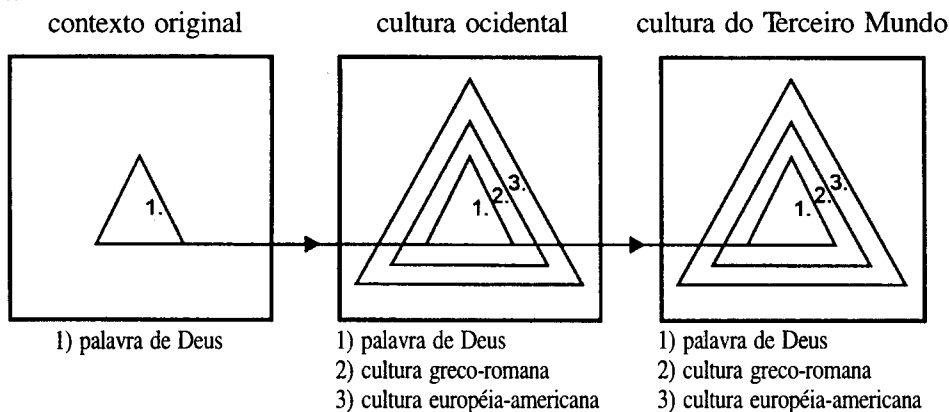 contexto original
cultura ocidental
cultura do Terceiro Mundo
1.
1. 2. 3.
1. 2. 3.
1) palavra de Deus
1) palavra de Deus
2) cultura greco-romana
3) cultura européia-americana
1) palavra de Deus
2) cultura greco-romana
3) cultura européia-americana